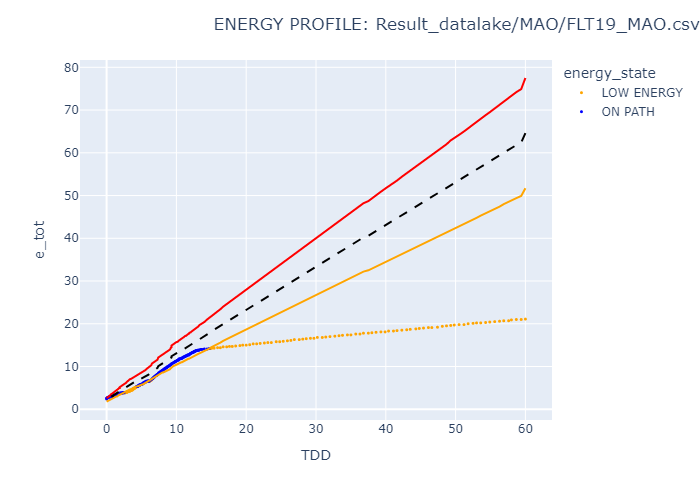 ENERGY PROFILE: Result_datalake/MAO/FLT19_MAO.csv
energy_state
LOW ENERGY
ON PATH
e_tot
80
70
60
50
40
30
20
10
0
0 10 20 30 40 50 60
TDD